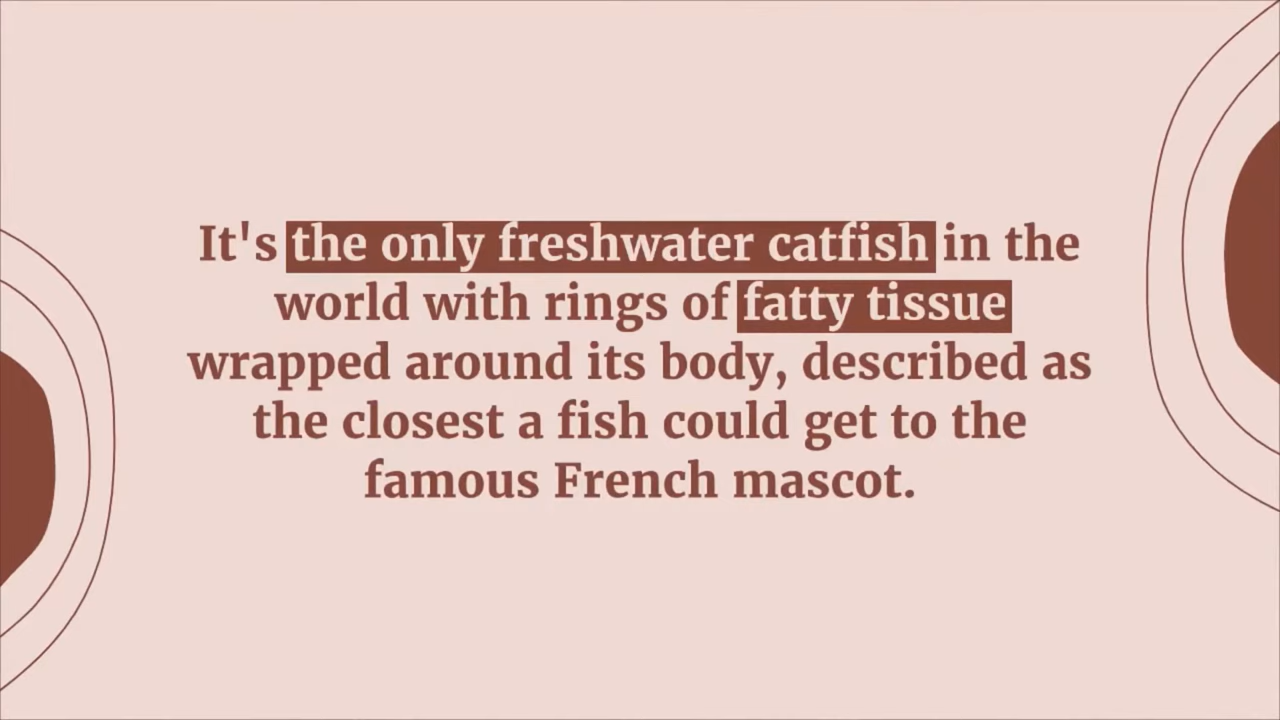 It's the only freshwater catfish in the
world with rings of fatty tissue
wrapped around its body, described as
the closest a fish could get to the
famous French mascot.